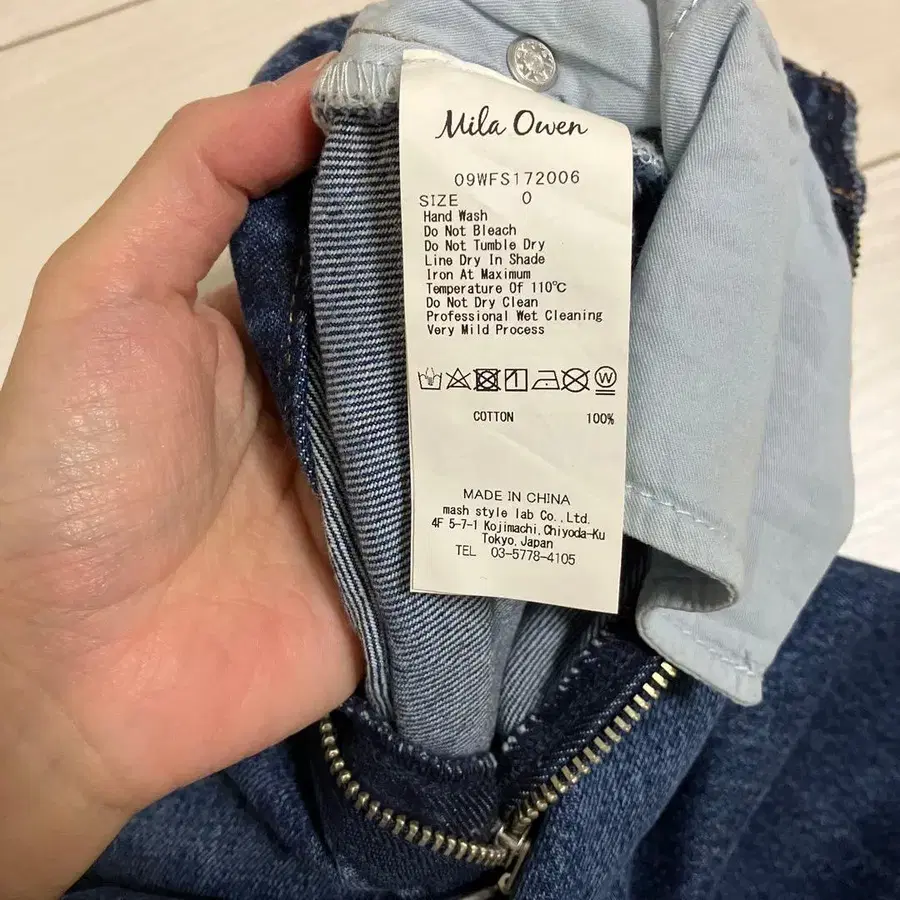 Mila Owen
09WFS172006
SIZE 0
Hand Wash
Do Not Bleach
Do Not Tumble Dry
Line Dry In Shade
Iron At Maximum
Temperature Of 110℃
Do Not Dry Clean
Professional Wet Cleaning
Very Mild Process
W
COTTON 100%
MADE IN CHINA
mash style lab Co.,Ltd.
4F 5-7-1 Kojimachi,Chiyoda-Ku
Tokyo,Japan
TEL 03-5778-4105